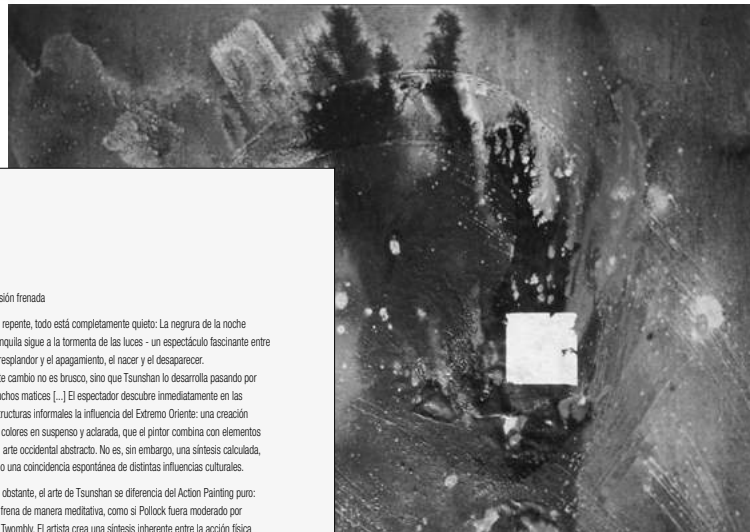 sión frenada
repente, todo está completamente quieto: La negrura de la noche
nquila sigue a la tormenta de las luces - un espectáculo fascinante entre
resplandor y el apagamiento, el nacer y el desaparecer.
te cambio no es brusco, sino que Tsunshan lo desarrolla pasando por
uchos matices [...] El espectador descubre inmediatamente en las
tructuras informales la influencia del Extremo Oriente: una creación
colores en suspenso y aclarada, que el pintor combina con elementos
arte occidental abstracto. No es, sin embargo, una síntesis calculada,
o una coincidencia espontánea de distintas influencias culturales.
obstante, el arte de Tsunshan se diferencia del Action Painting puro:
frena de manera meditativa, como si Pollock fuera moderado por
Twombly. El artista crea una síntesis inherente entre la acción física